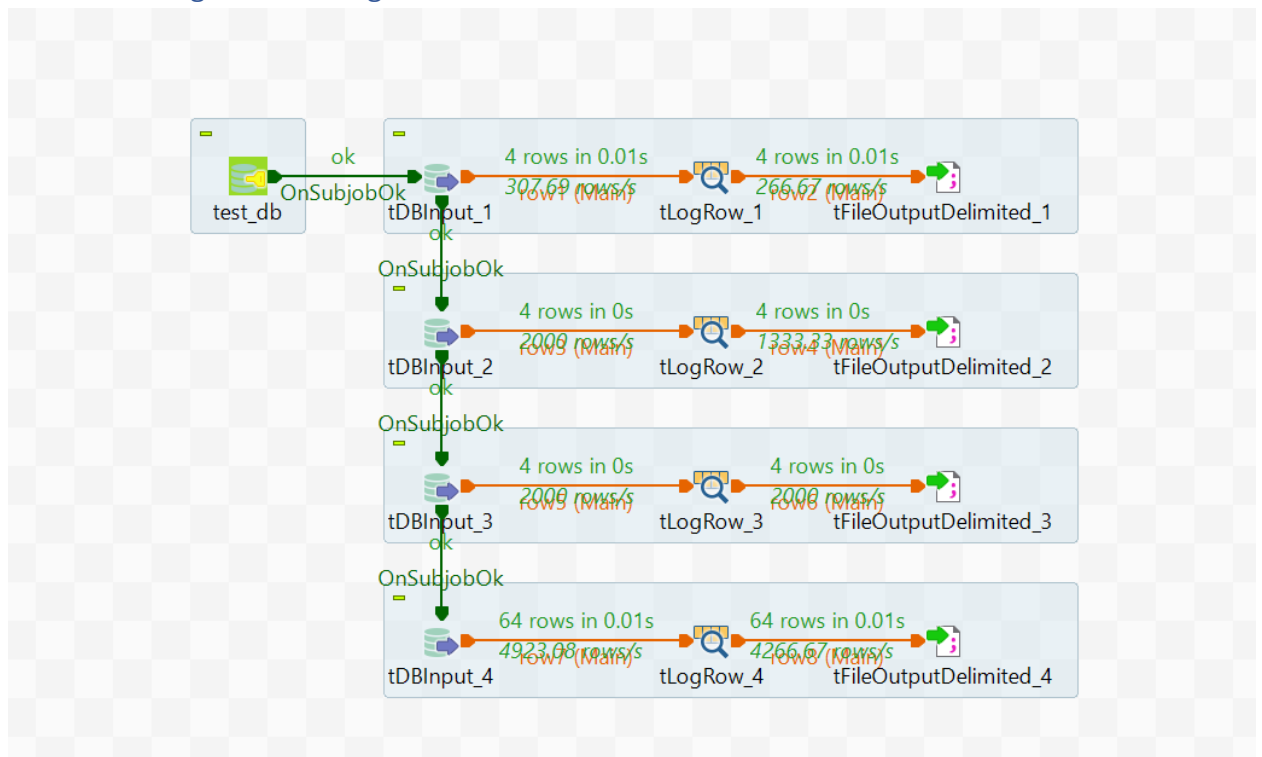 ok
OnSubjobOk
test_db
4 rows in 0.01s
307.69 rows/s
row1 (Main)
4 rows in 0.01s
266.67 rows/s
row2 (Main)
tDBInput_1
tLogRow_1
tFileOutputDelimited_1
ok
OnSubjobOk
4 rows in 0s
2000 rows/s
row3 (Main)
4 rows in 0s
1333.33 rows/s
row4 (Main)
tDBInput_2
tLogRow_2
tFileOutputDelimited_2
ok
OnSubjobOk
4 rows in 0s
2000 rows/s
row5 (Main)
4 rows in 0s
2000 rows/s
row6 (Main)
tDBInput_3
tLogRow_3
tFileOutputDelimited_3
ok
OnSubjobOk
64 rows in 0.01s
4923.08 rows/s
row7 (Main)
64 rows in 0.01s
4266.67 rows/s
row8 (Main)
tDBInput_4
tLogRow_4
tFileOutputDelimited_4